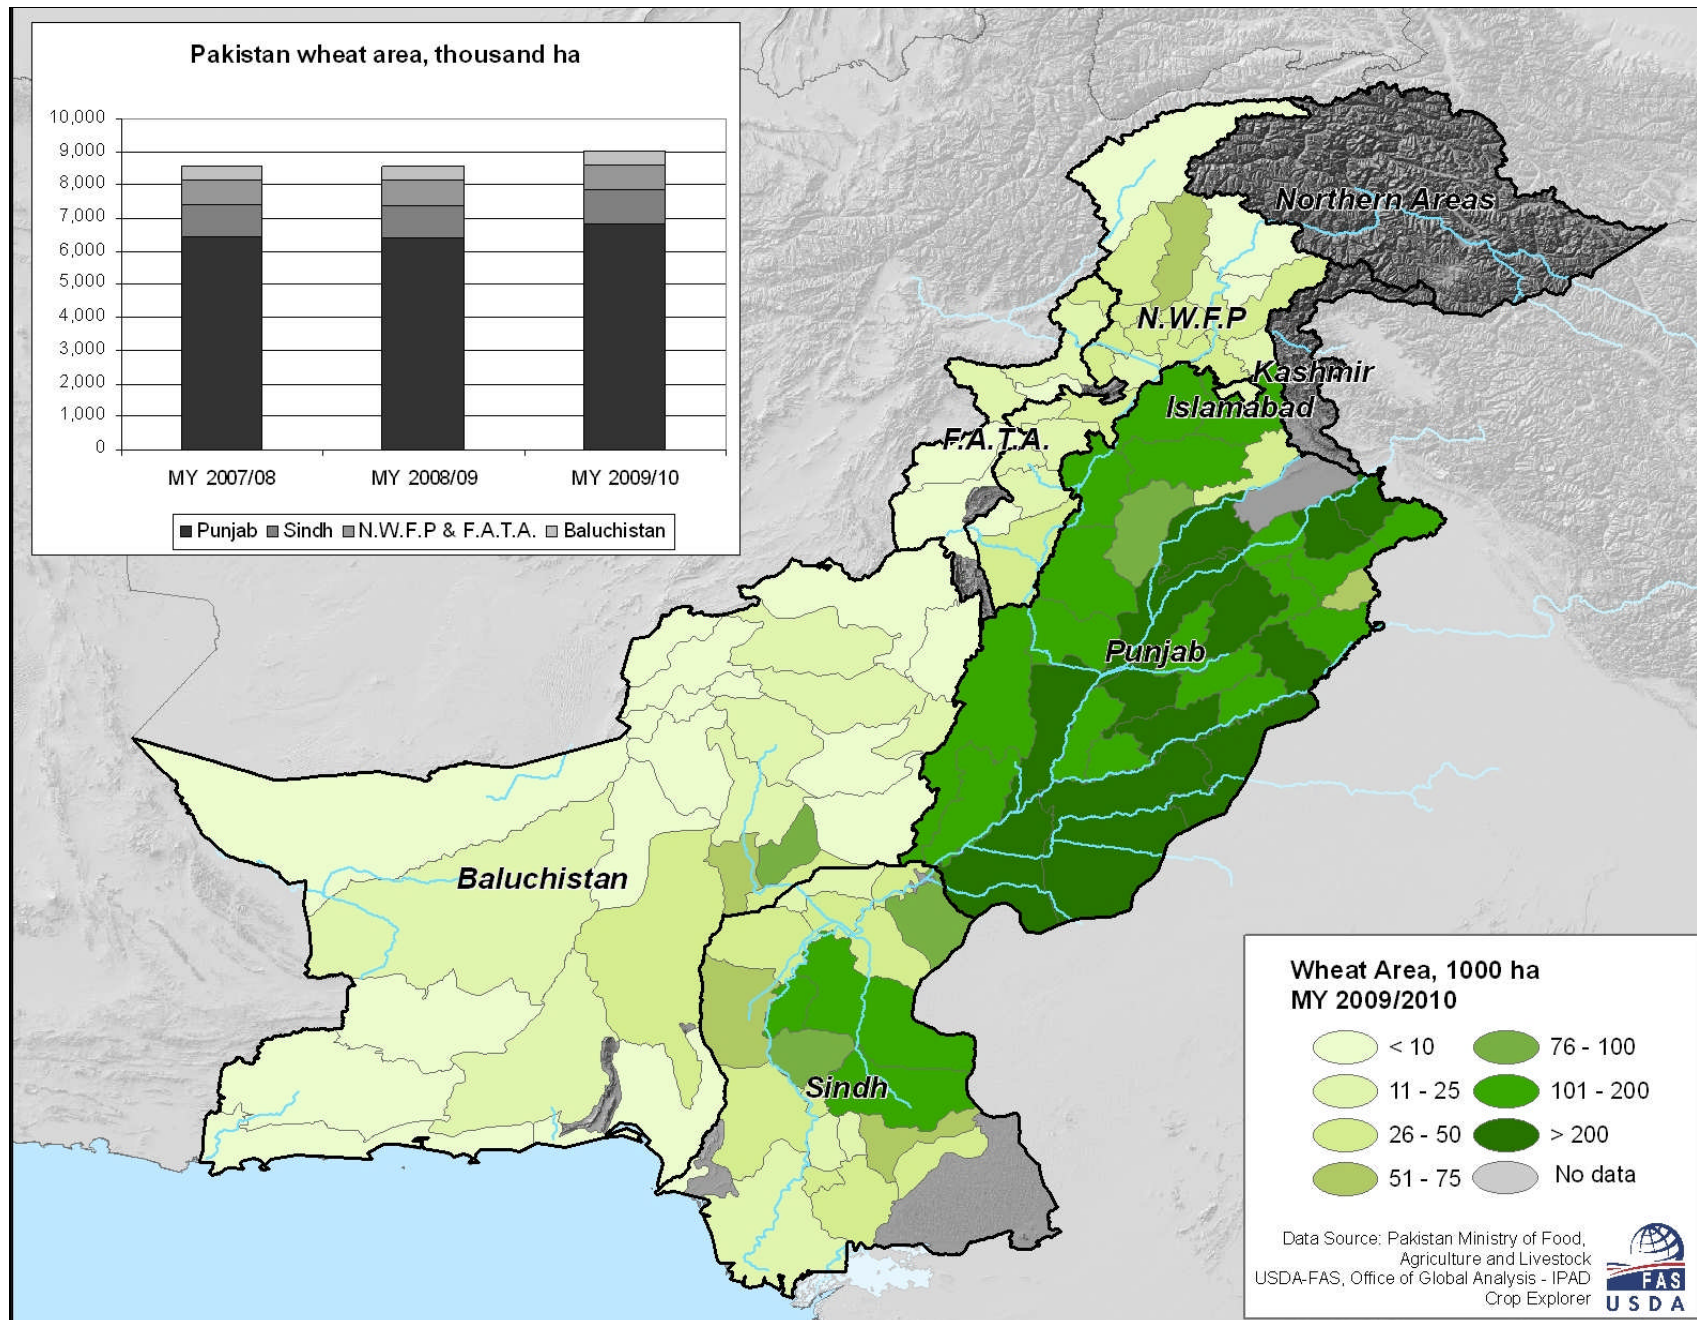 Pakistan wheat area, thousand ha
10,000
9,000
8,000
7,000
6,000
5,000
4,000
3,000
2,000
1,000
0
MY 2007/08 MY 2008/09 MY 2009/10
Punjab Sindh N.W.F.P & F.A.T.A. Baluchistan
Northern Areas
N.W.F.P
Kashmir
Islamabad
F.A.T.A.
Punjab
Baluchistan
Sindh
Wheat Area, 1000 ha
MY 2009/2010
< 10 76 - 100
11 - 25 101 - 200
26 - 50 > 200
51 - 75 No data
Data Source: Pakistan Ministry of Food,
Agriculture and Livestock
USDA-FAS, Office of Global Analysis - IPAD
Crop Explorer
FAS
USDA